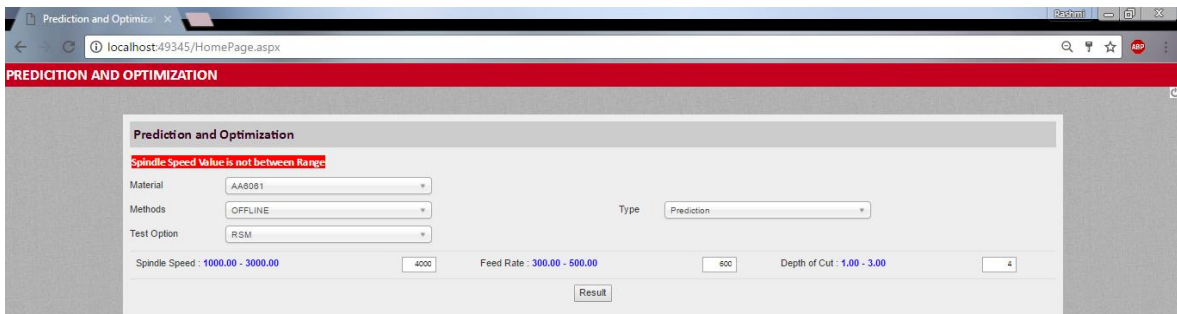 Prediction and Optimiza
Rashmi
localhost:49345/HomePage.aspx
ABP
PREDICITION AND OPTIMIZATION
Prediction and Optimization
Spindle Speed Value is not between Range
Material AA6061
Methods OFFLINE Type Prediction
Test Option RSM
Spindle Speed : 1000.00 - 3000.00 4000 Feed Rate : 300.00 - 500.00 600 Depth of Cut : 1.00 - 3.00 4
Result